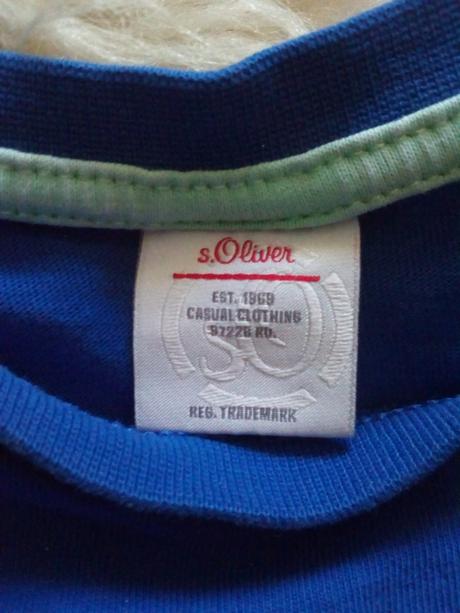 s.Oliver
EST. 1969
CASUAL CLOTHING
97228 RO.
REG. TRADEMARK